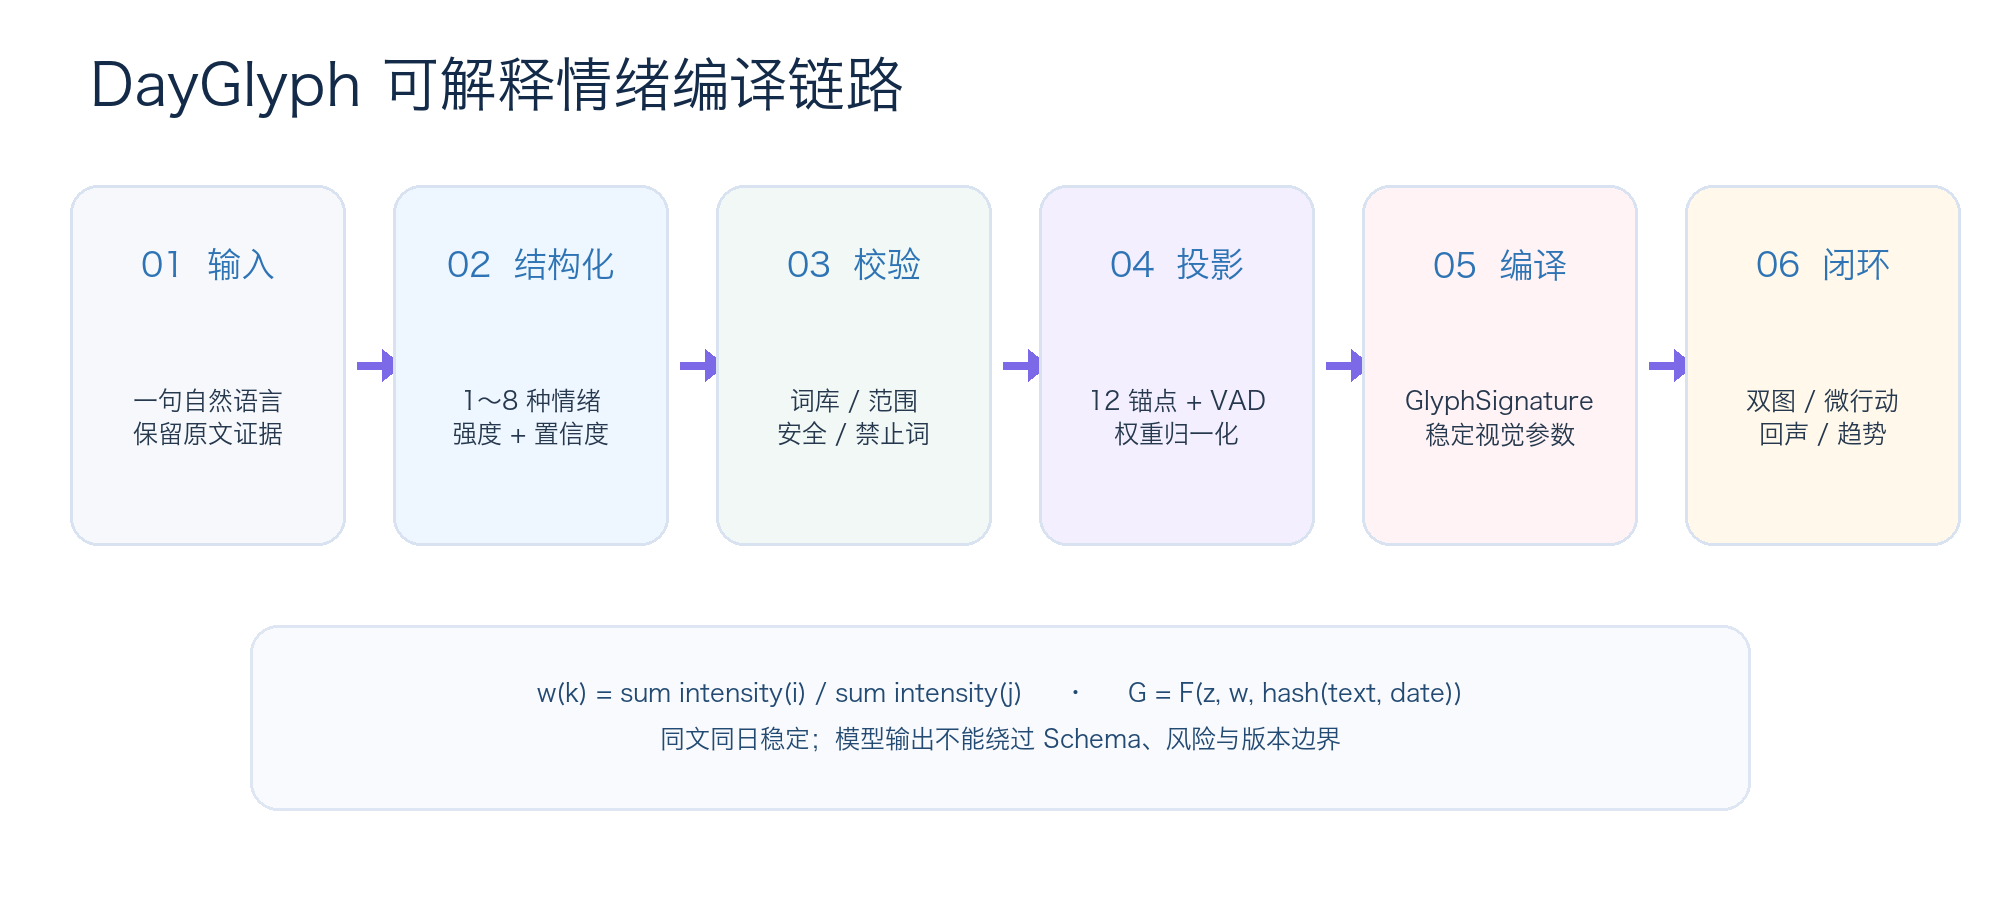 DayGlyph 可解释情绪编译链路
01 输入
一句自然语言
保留原文证据
02 结构化
1～8 种情绪
强度 + 置信度
03 校验
词库 / 范围
安全 / 禁止词
04 投影
12 锚点 + VAD
权重归一化
05 编译
GlyphSignature
稳定视觉参数
06 闭环
双图 / 微行动
回声 / 趋势
w(k) = sum intensity(i) / sum intensity(j) · G = F(z, w, hash(text, date))
同文同日稳定；模型输出不能绕过 Schema、风险与版本边界